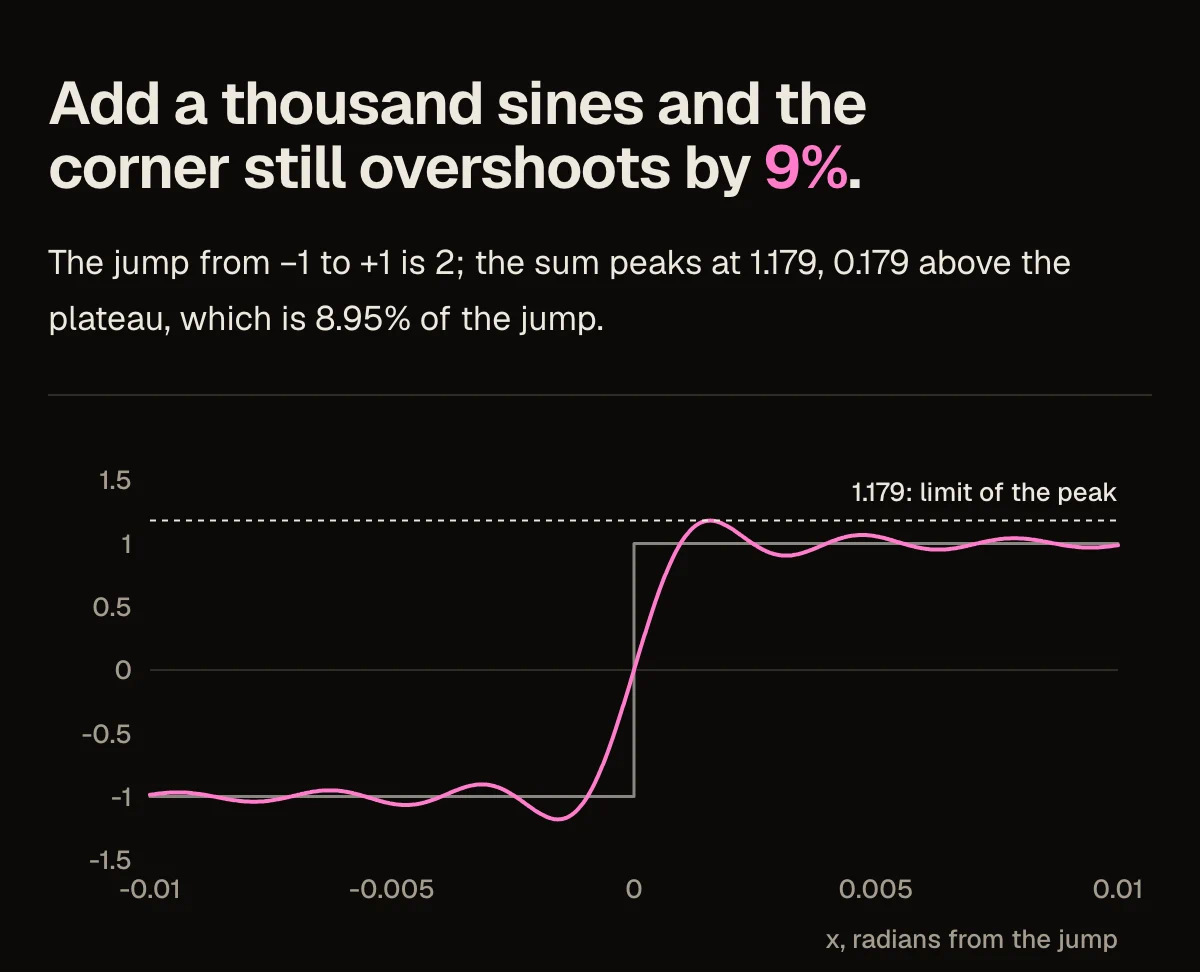 Add a thousand sines and the
corner still overshoots by 9%.
The jump from −1 to +1 is 2; the sum peaks at 1.179, 0.179 above the
plateau, which is 8.95% of the jump.
1.5
1.179: limit of the peak
1
0.5
0
-0.5
-1
-1.5
-0.01 -0.005 0 0.005 0.01
x, radians from the jump